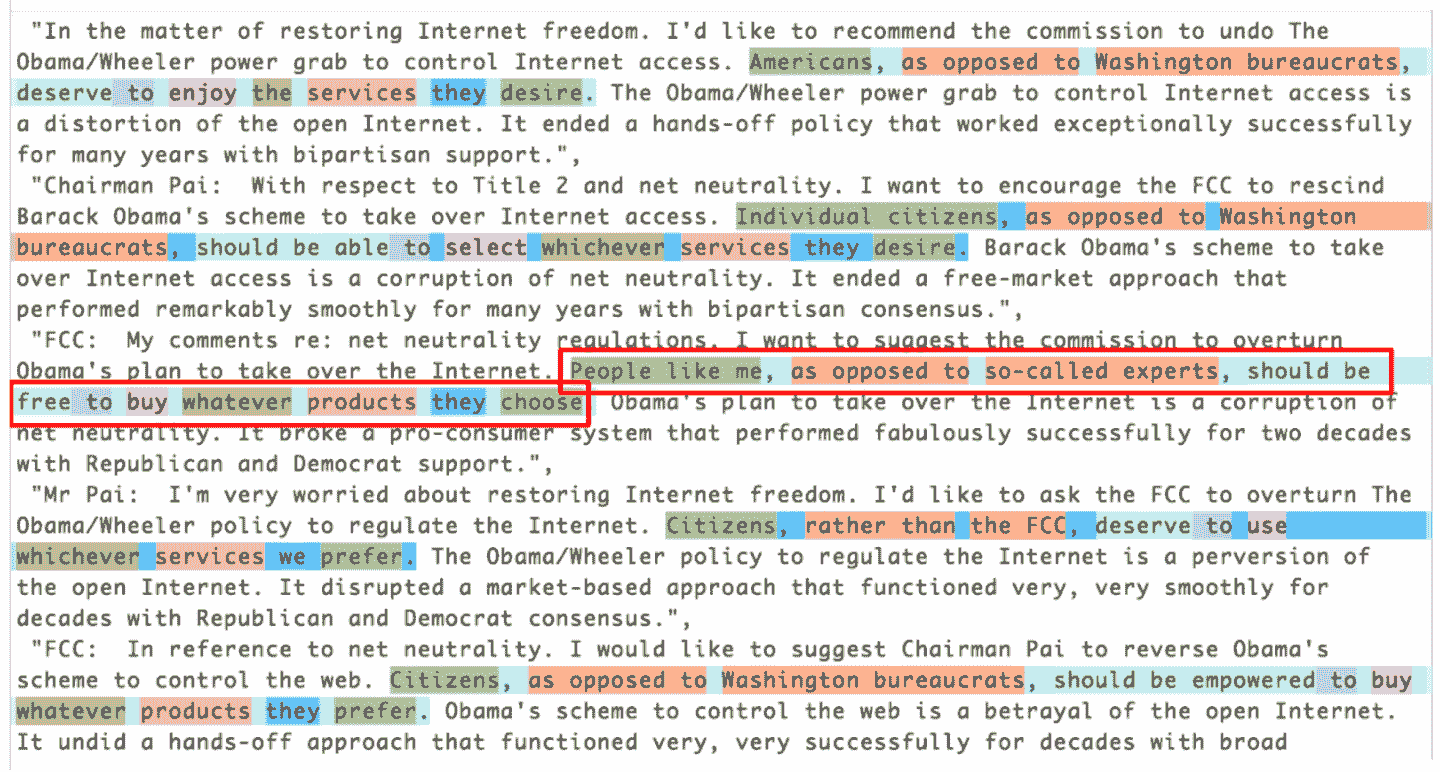 "In the matter of restoring Internet freedom. I'd like to recommend the commission to undo The
Obama/Wheeler power grab to control Internet access. Americans, as opposed to Washington bureaucrats,
deserve to enjoy the services they desire. The Obama/Wheeler power grab to control Internet access is
a distortion of the open Internet. It ended a hands-off policy that worked exceptionally successfully
for many years with bipartisan support.",
"Chairman Pai:  With respect to Title 2 and net neutrality. I want to encourage the FCC to rescind
Barack Obama's scheme to take over Internet access. Individual citizens, as opposed to Washington
bureaucrats, should be able to select whichever services they desire. Barack Obama's scheme to take
over Internet access is a corruption of net neutrality. It ended a free-market approach that
performed remarkably smoothly for many years with bipartisan consensus.",
"FCC:  My comments re: net neutrality regulations. I want to suggest the commission to overturn
Obama's plan to take over the Internet. People like me, as opposed to so-called experts, should be
free to buy whatever products they choose. Obama's plan to take over the Internet is a corruption of
net neutrality. It broke a pro-consumer system that performed fabulously successfully for two decades
with Republican and Democrat support.",
"Mr Pai:  I'm very worried about restoring Internet freedom. I'd like to ask the FCC to overturn The
Obama/Wheeler policy to regulate the Internet. Citizens, rather than the FCC, deserve to use
whichever services we prefer. The Obama/Wheeler policy to regulate the Internet is a perversion of
the open Internet. It disrupted a market-based approach that functioned very, very smoothly for
decades with Republican and Democrat consensus.",
"FCC:  In reference to net neutrality. I would like to suggest Chairman Pai to reverse Obama's
scheme to control the web. Citizens, as opposed to Washington bureaucrats, should be empowered to buy
whatever products they prefer. Obama's scheme to control the web is a betrayal of the open Internet.
It undid a hands-off approach that functioned very, very successfully for decades with broad